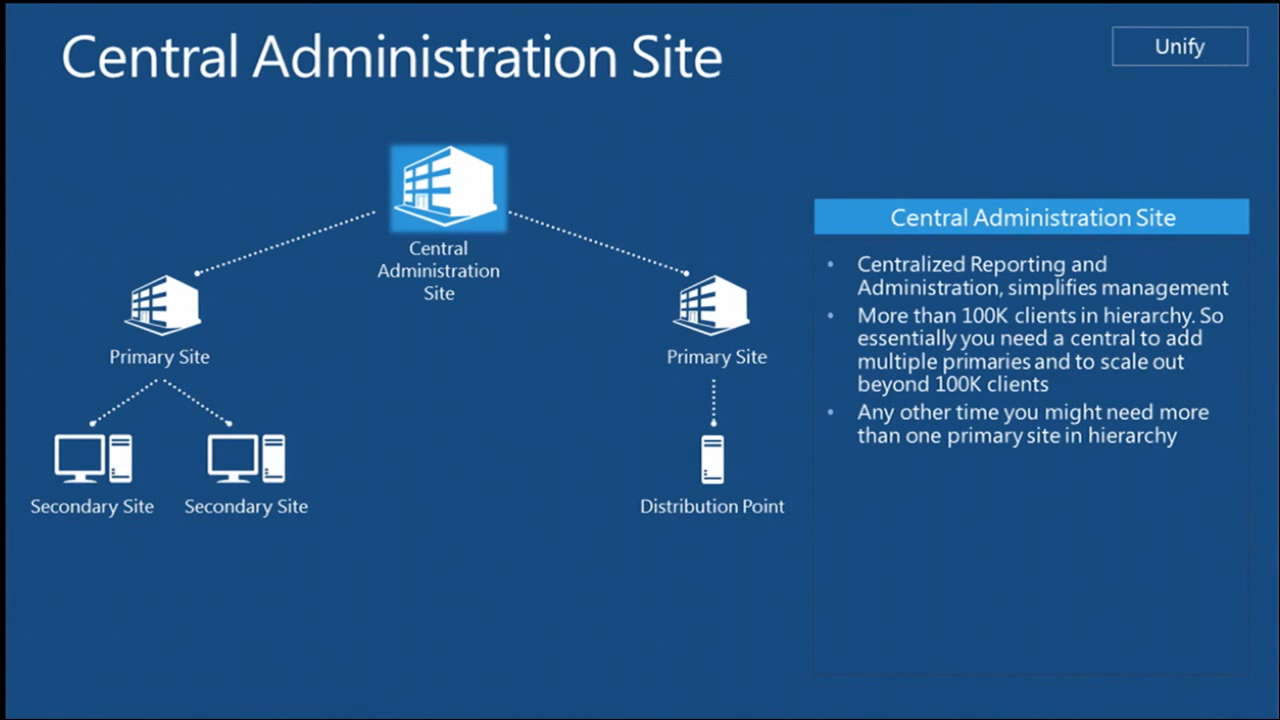 Central Administration Site
Unify
Central
Administration
Site
Primary Site
Primary Site
Secondary Site
Secondary Site
Distribution Point
Central Administration Site
• Centralized Reporting and
Administration, simplifies management
• More than 100K clients in hierarchy. So
essentially you need a central to add
multiple primaries and to scale out
beyond 100K clients
• Any other time you might need more
than one primary site in hierarchy